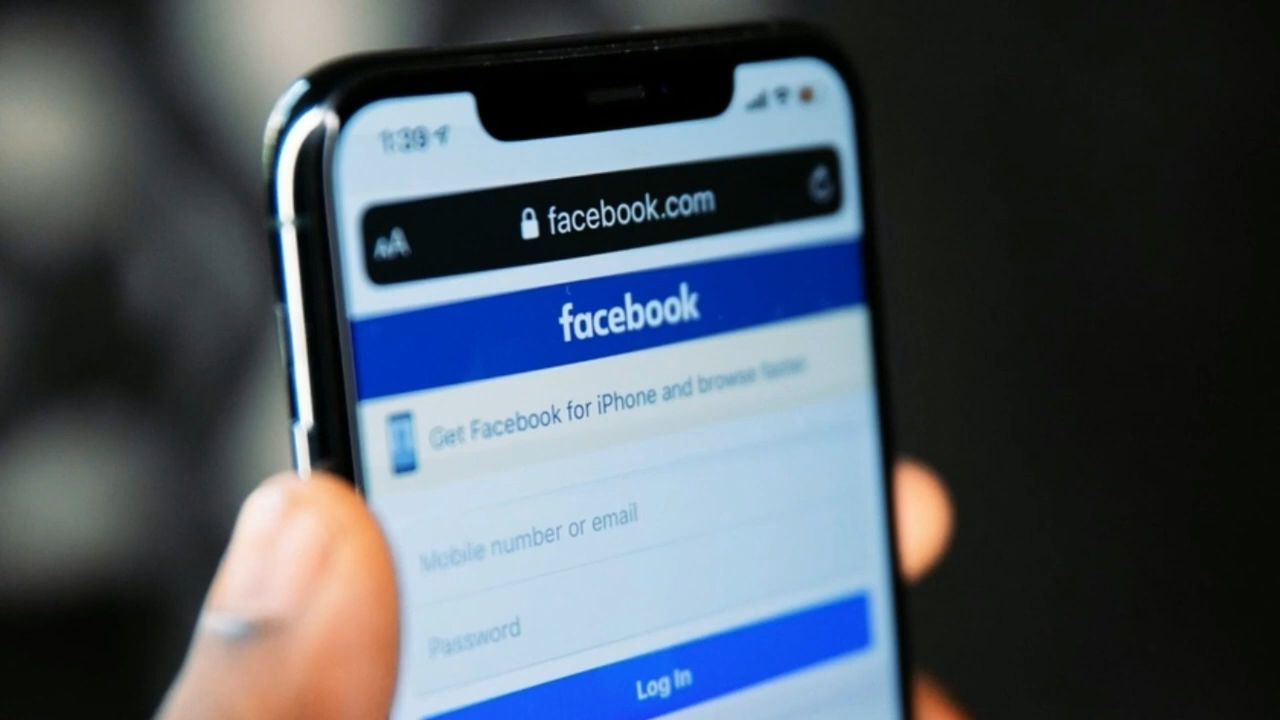 1:39
AA
facebook.com
facebook
Get Facebook for iPhone and browse faster
Mobile number or email
Password
Log In